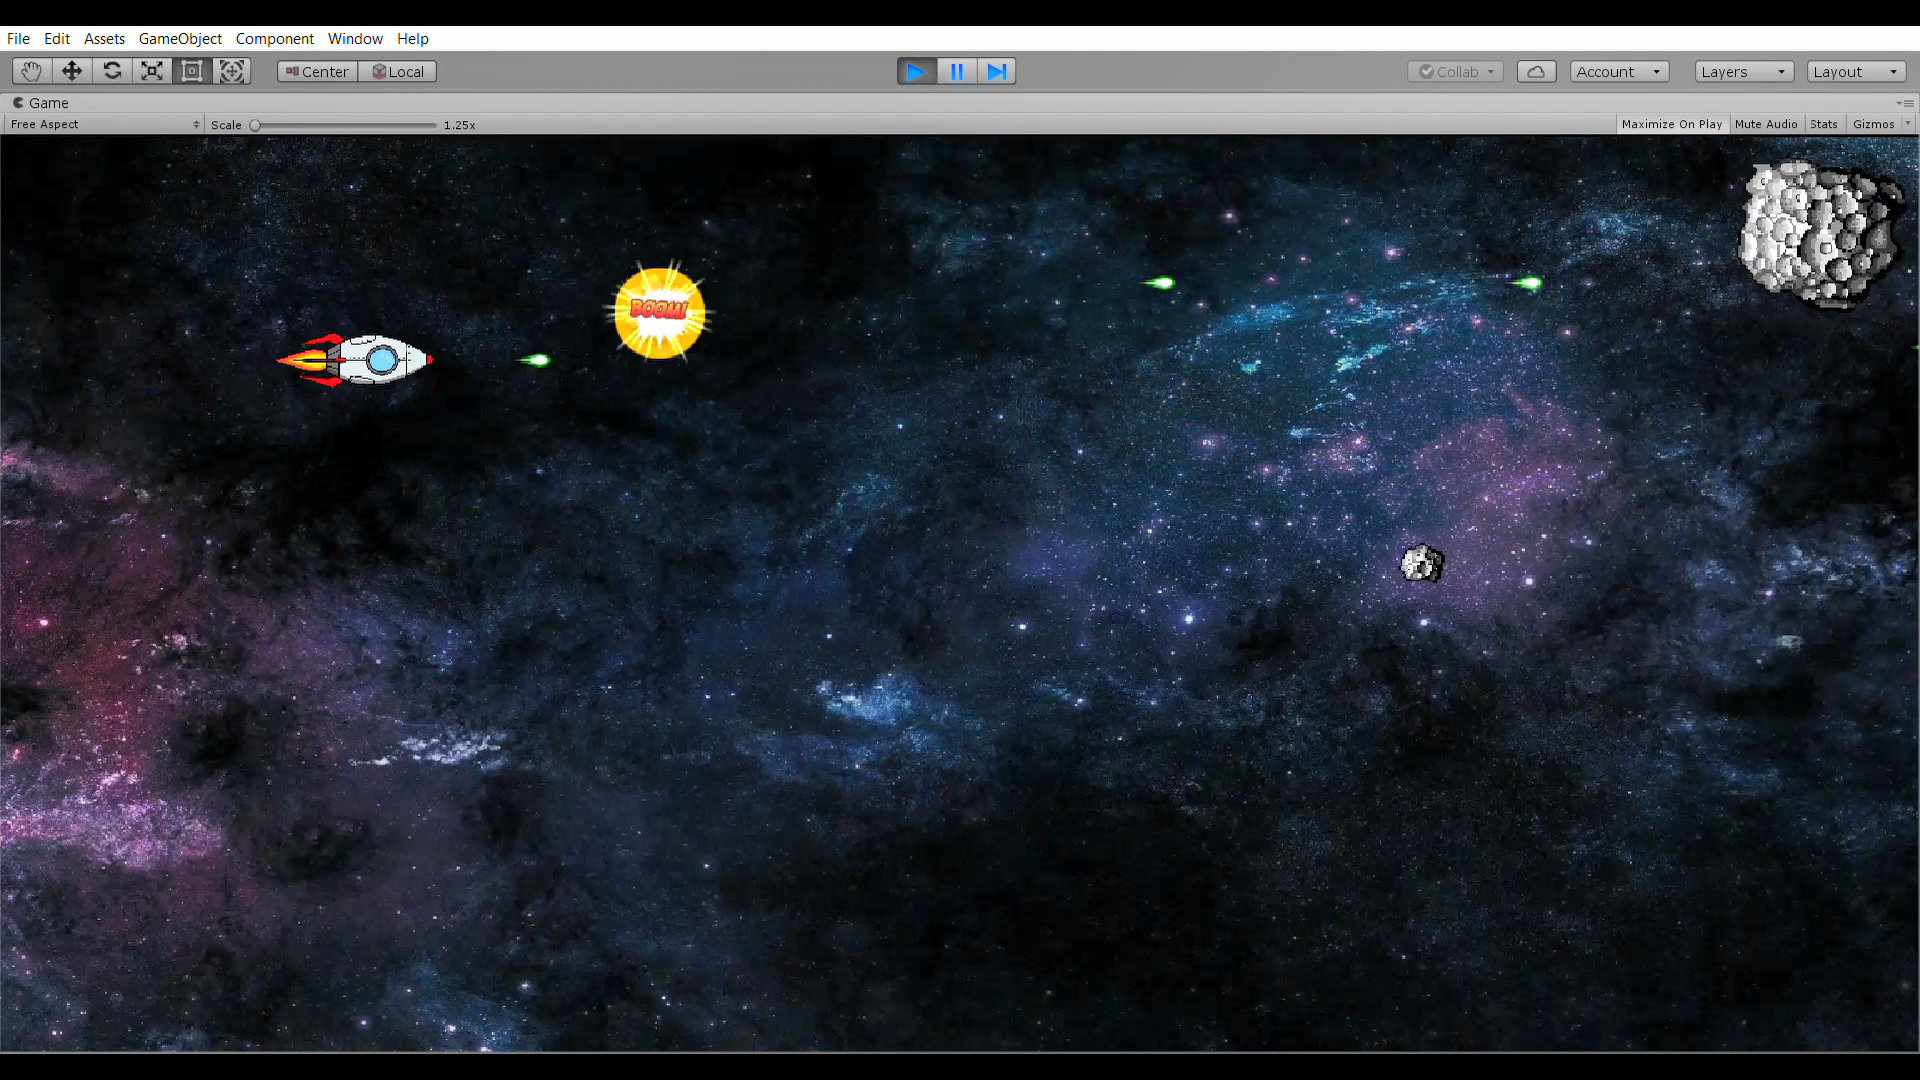 File Edit Assets GameObject Component Window Help
Center Local Collab Account Layers Layout
Game
Free Aspect Scale 1.25x Maximize On Play Mute Audio Stats Gizmos
BOOM!